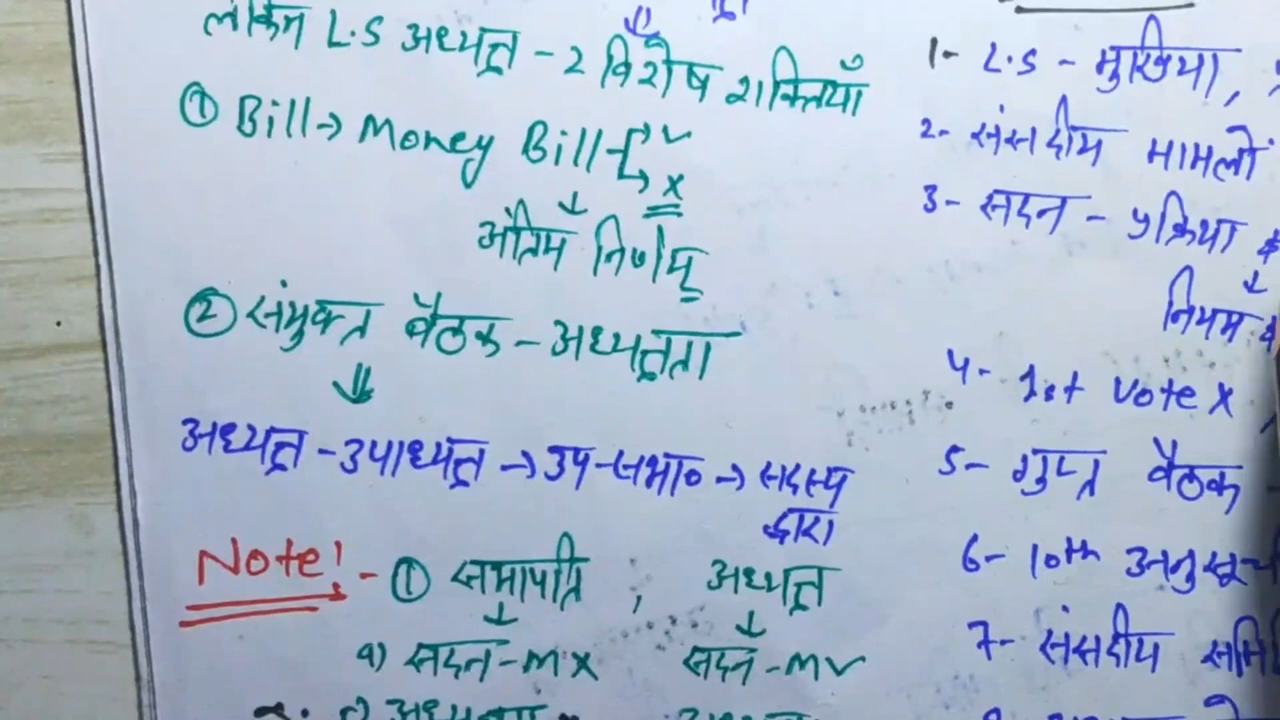 लेकिन L.S अध्यक्ष - 2 विशेष शक्तियाँ
① Bill → Money Bill - [→ ✓
↳ x
↓
अंतिम निर्णय
② संयुक्त बैठक - अध्यक्षता
⇓
अध्यक्ष - उपाध्यक्ष → उप-सभा० → सदस्य
द्वारा
Note! - ① सभापति , अध्यक्ष
↓ ↓
a) सदन - M x सदन - M ✓
1- L.S - मुखिया,
2- संसदीय मामलों
3- सदन - प्रक्रिया
↓
नियम
4- 1st vote x
5- गुप्त बैठक
6- 10th
7- संसदीय